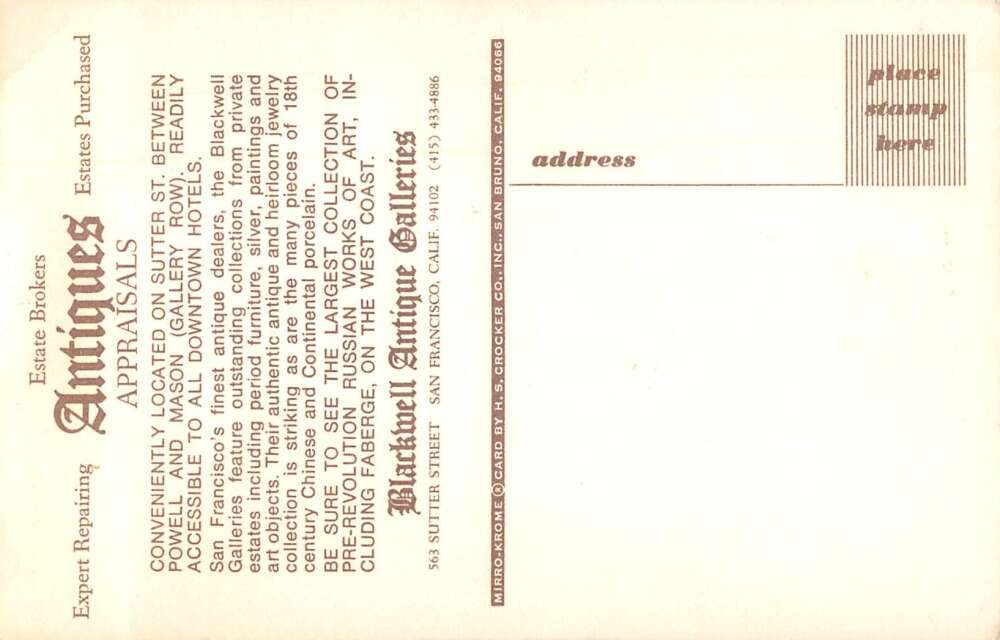 Estate Brokers
Expert Repairing Antiques Estates Purchased
APPRAISALS
CONVENIENTLY LOCATED ON SUTTER ST. BETWEEN
POWELL AND MASON (GALLERY ROW). READILY
ACCESSIBLE TO ALL DOWNTOWN HOTELS.
San Francisco's finest antique dealers, the Blackwell
Galleries feature outstanding collections from private
estates including period furniture, silver, paintings and
art objects. Their authentic antique and heirloom jewelry
collection is striking as are the many pieces of 18th
century Chinese and Continental porcelain.
BE SURE TO SEE THE LARGEST COLLECTION OF
PRE-REVOLUTION RUSSIAN WORKS OF ART, IN-
CLUDING FABERGE, ON THE WEST COAST.
Blackwell Antique Galleries
563 SUTTER STREET SAN FRANCISCO, CALIF. 94102 (415) 433-4886
MIRRO-KROME ® CARD BY H. S. CROCKER CO., INC., SAN BRUNO, CALIF. 94066
place
stamp
here
address